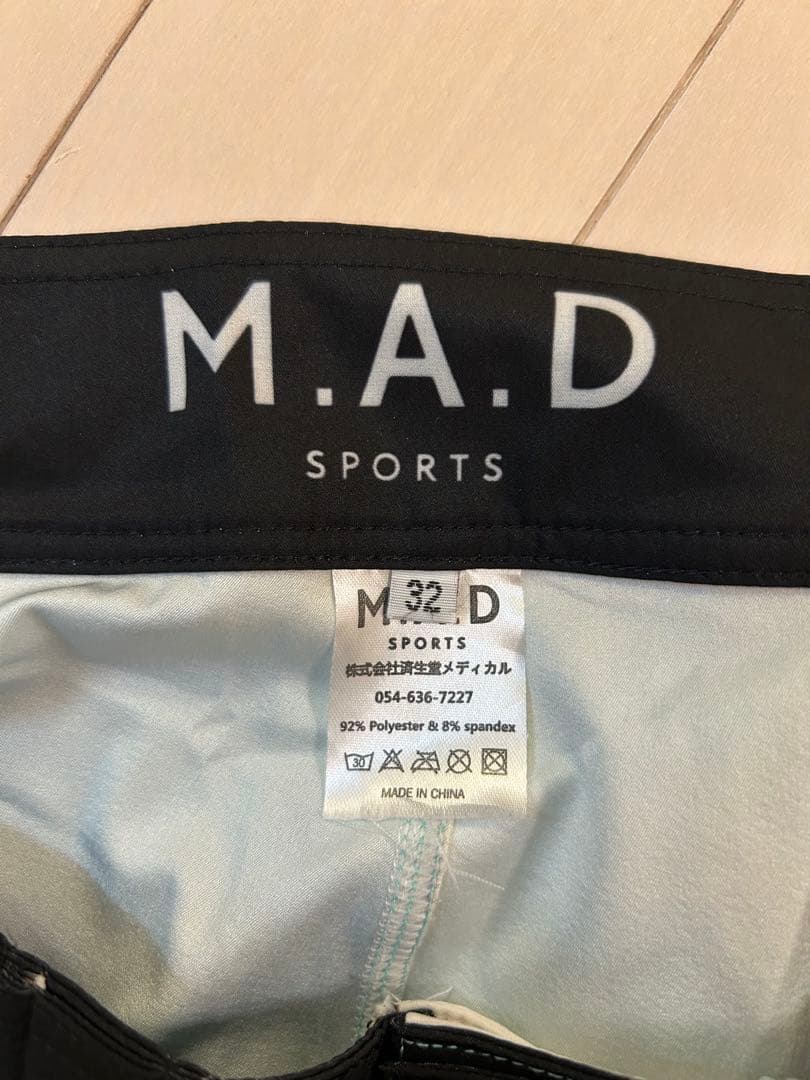 M.A.D
SPORTS
32
M.A.D
SPORTS
株式会社済生堂メディカル
054-636-7227
92% Polyester & 8% spandex
30
MADE IN CHINA